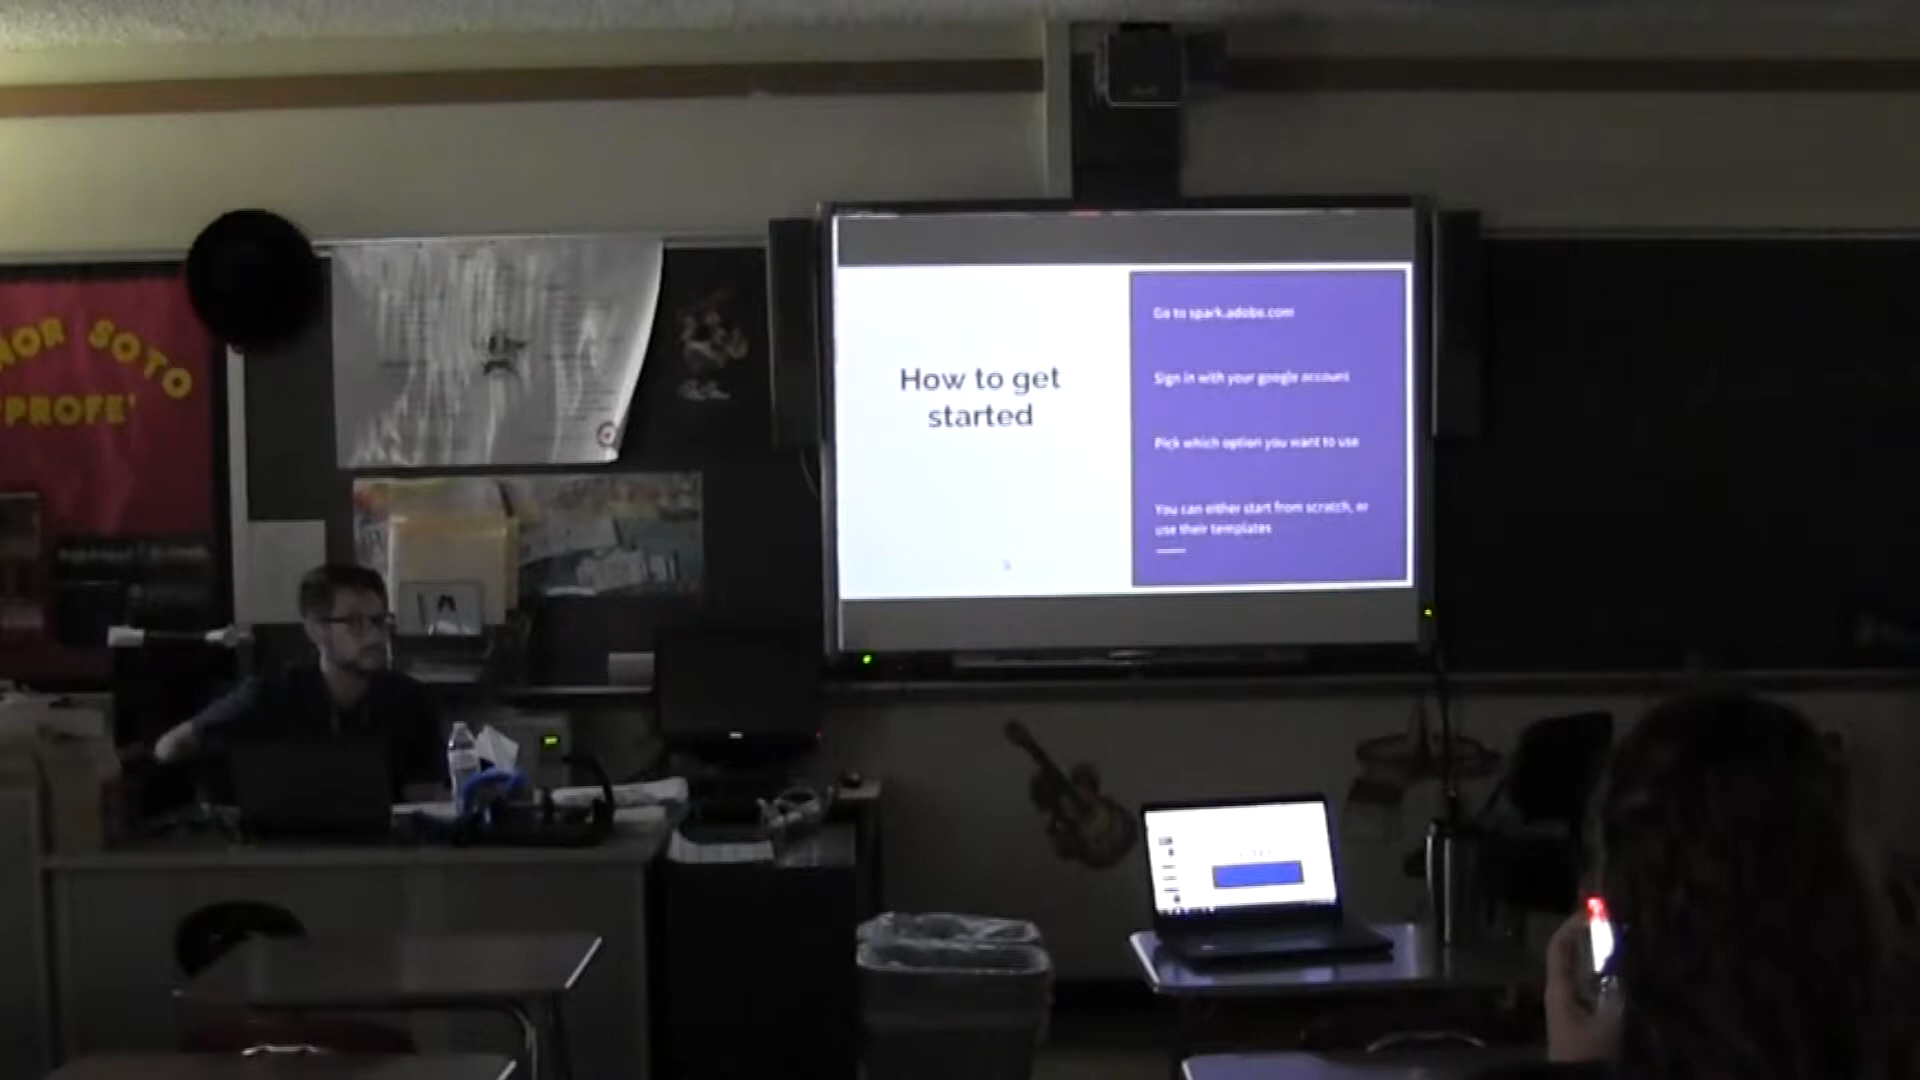 NOR SOTO
"PROFE"
How to get
started
Go to spark.adobe.com
Sign in with your google account
Pick which option you want to use
You can either start from scratch, or
use their templates